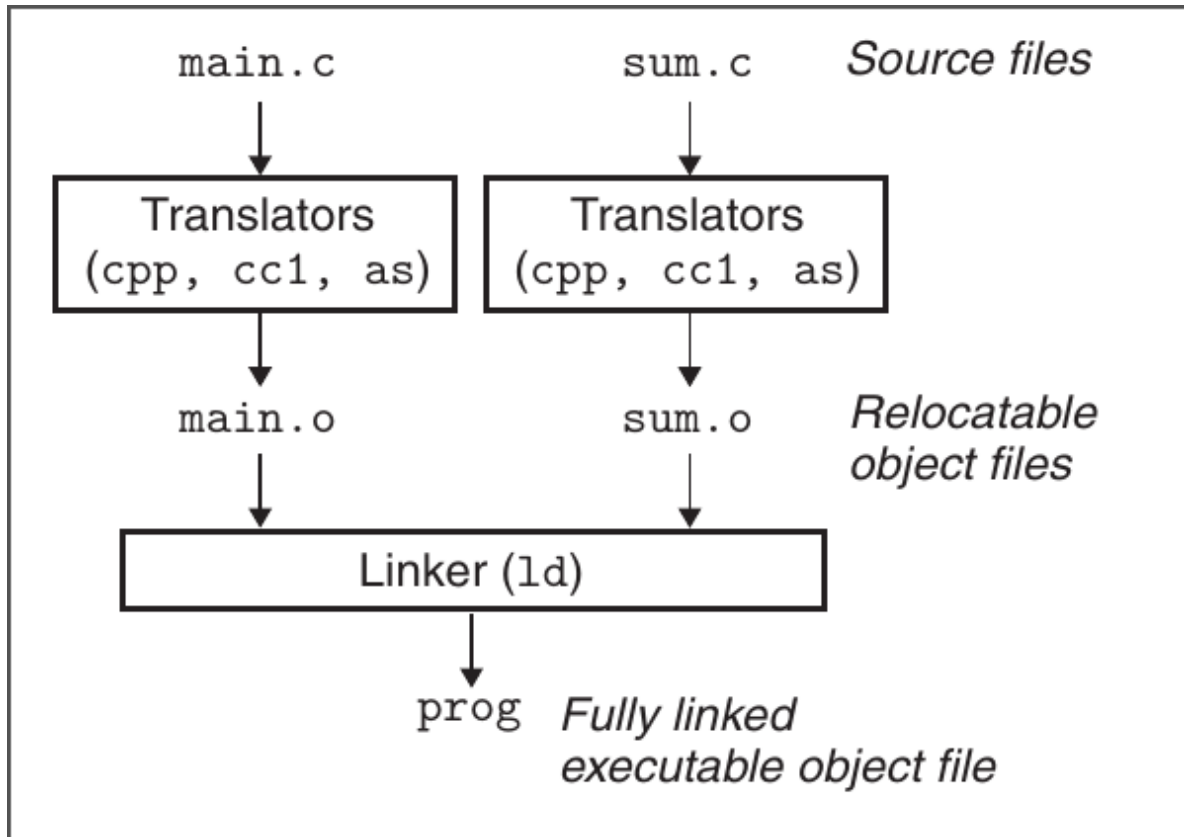 main.c
sum.c
Source files
Translators
(cpp, cc1, as)
Translators
(cpp, cc1, as)
main.o
sum.o
Relocatable
object files
Linker (ld)
prog
Fully linked
executable object file